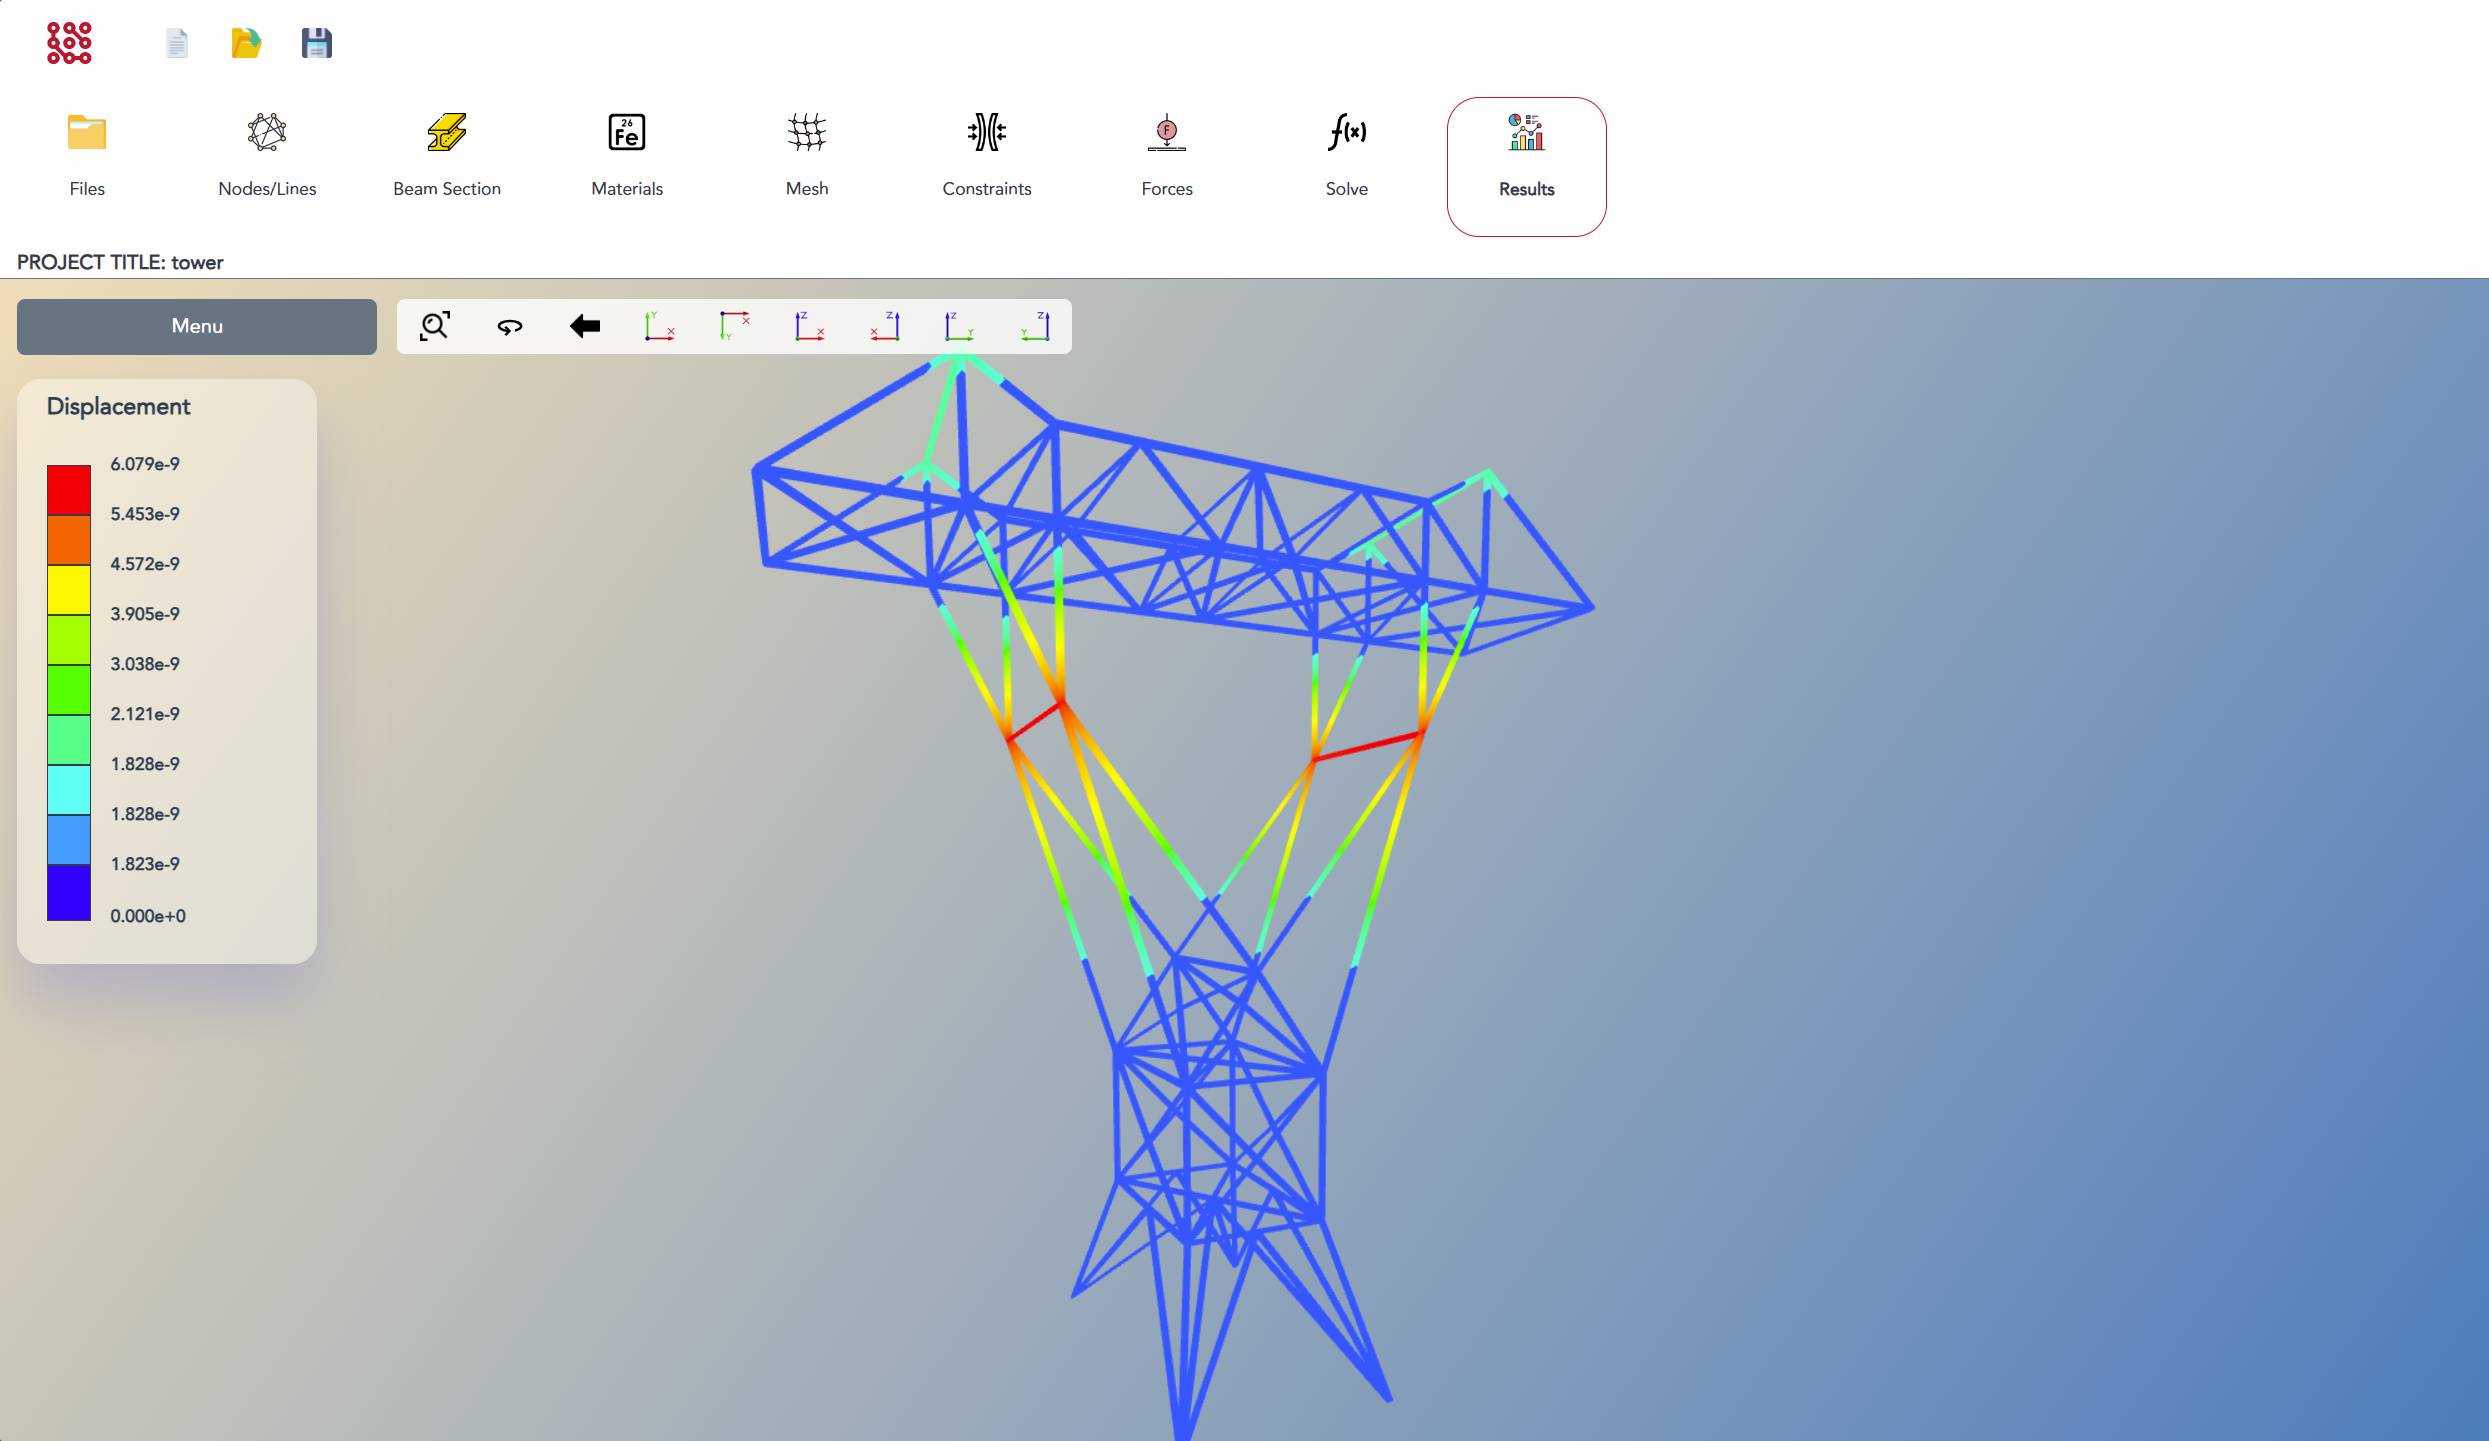 26
Fe
F
f(x)
Files
Nodes/Lines
Beam Section
Materials
Mesh
Constraints
Forces
Solve
Results
PROJECT TITLE: tower
Menu
Y X
X Y
Z X
Z X
Z Y
Z Y
Displacement
6.079e-9
5.453e-9
4.572e-9
3.905e-9
3.038e-9
2.121e-9
1.828e-9
1.828e-9
1.823e-9
0.000e+0